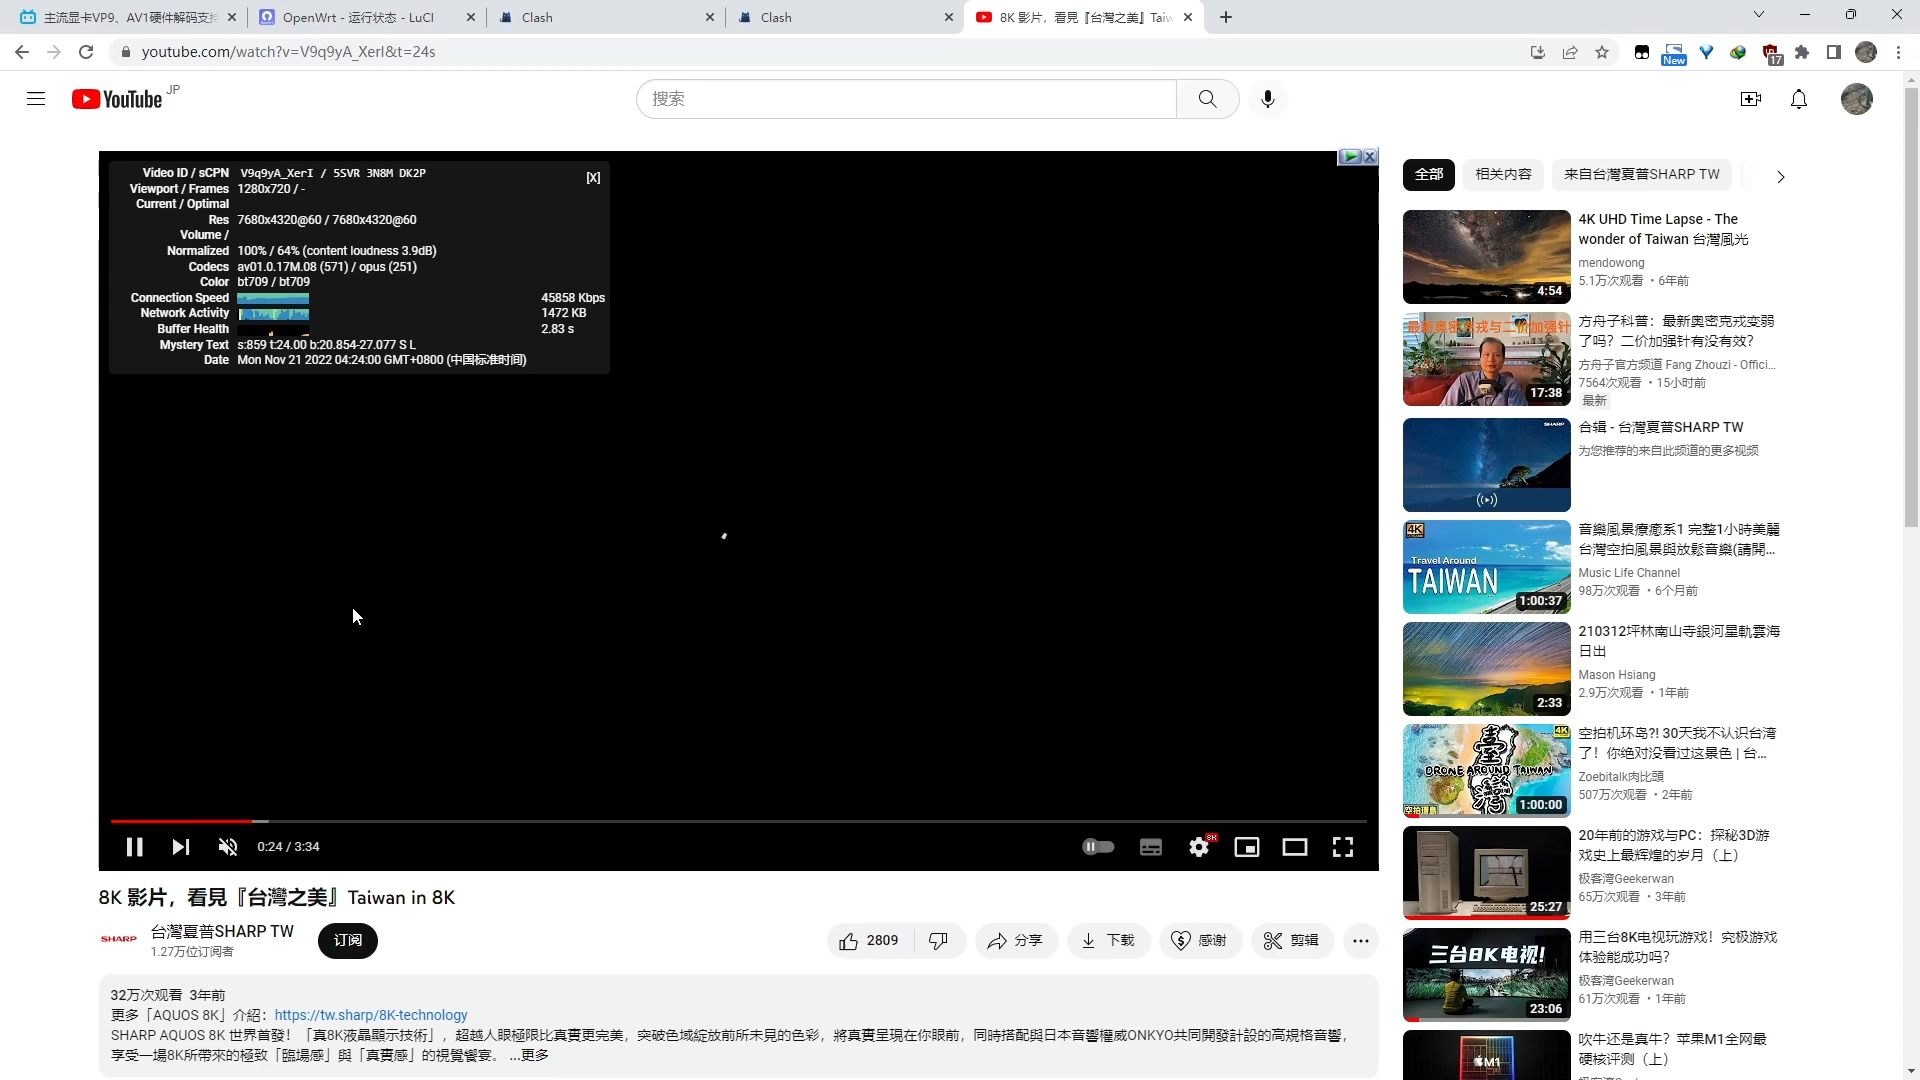 主流显卡VP9、AV1硬件解码支持
OpenWrt - 运行状态 - LuCI
Clash
Clash
8K 影片，看見『台灣之美』Taiw
youtube.com/watch?v=V9q9yA_XerI&t=24s
New
17
YouTube JP
搜索
Video ID / sCPN V9q9yA_XerI / 5SVR 3N8M DK2P
[X]
Viewport / Frames 1280x720 / -
Current / Optimal
Res 7680x4320@60 / 7680x4320@60
Volume /
Normalized 100% / 64% (content loudness 3.9dB)
Codecs av01.0.17M.08 (571) / opus (251)
Color bt709 / bt709
Connection Speed 45858 Kbps
Network Activity 1472 KB
Buffer Health 2.83 s
Mystery Text s:859 t:24.00 b:20.854-27.077 S L
Date Mon Nov 21 2022 04:24:00 GMT+0800 (中国标准时间)
0:24 / 3:34
8K
8K 影片，看見『台灣之美』Taiwan in 8K
SHARP
台灣夏普SHARP TW
1.27万位订阅者
订阅
2809
分享
下载
感谢
剪辑
32万次观看 3年前
更多「AQUOS 8K」介紹：https://tw.sharp/8K-technology
SHARP AQUOS 8K 世界首發！「真8K液晶顯示技術」，超越人眼極限比真實更完美，突破色域綻放前所未見的色彩，將真實呈現在你眼前，同時搭配與日本音響權威ONKYO共同開發計設的高規格音響，
享受一場8K所帶來的極致「臨場感」與「真實感」的視覺饗宴。 ...更多
全部
相关内容
来自台灣夏普SHARP TW
4:54
4K UHD Time Lapse - The
wonder of Taiwan 台灣風光
mendowong
5.1万次观看 • 6年前
最新奥密克戎与二价加强针
17:38
方舟子科普：最新奥密克戎变弱
了吗？二价加强针有没有效？
方舟子官方频道 Fang Zhouzi - Offici...
7564次观看 • 15小时前
最新
SHARP
合辑 - 台灣夏普SHARP TW
为您推荐的来自此频道的更多视频
4K
Travel Around
TAIWAN
1:00:37
音樂風景療癒系1 完整1小時美麗
台灣空拍風景與放鬆音樂(請開...
Music Life Channel
98万次观看 • 6个月前
2:33
210312坪林南山寺銀河星軌雲海
日出
Mason Hsiang
2.9万次观看 • 1年前
4K
臺
DRONE AROUND TAIWAN
灣
空拍環島
1:00:00
空拍机环岛?! 30天我不认识台湾
了！你绝对没看过这景色 | 台...
Zoebitalk肉比頭
507万次观看 • 2年前
25:27
20年前的游戏与PC：探秘3D游
戏史上最辉煌的岁月（上）
极客湾Geekerwan
65万次观看 • 3年前
三台8K电视!
23:06
用三台8K电视玩游戏！究极游戏
体验能成功吗？
极客湾Geekerwan
61万次观看 • 1年前
M1
吹牛还是真牛？苹果M1全网最
硬核评测（上）